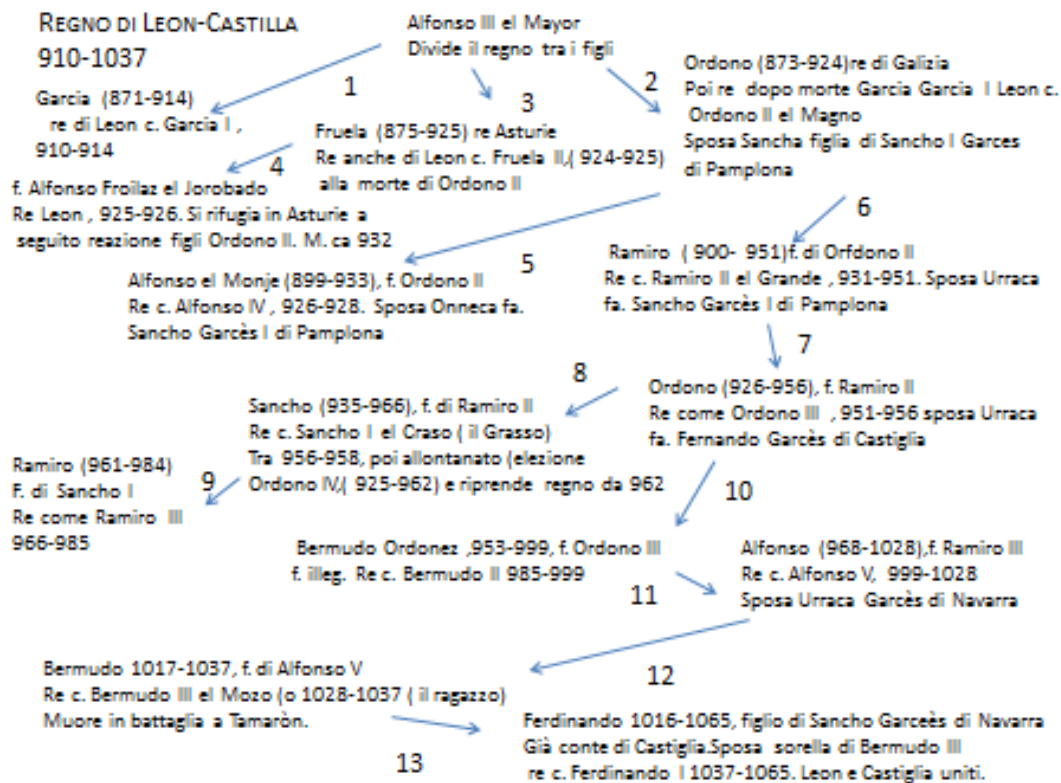 REGNO DI LEON-CASTILLA
910-1037
Alfonso III el Mayor
Divide il regno tra i figli
1
2
3
Garcia (871-914)
re di Leon c. Garcia I ,
910-914
Ordono (873-924)re di Galizia
Poi re dopo morte Garcia Garcia I Leon c.
Ordono II el Magno
Sposa Sancha figlia di Sancho I Garces
di Pamplona
Fruela (875-925) re Asturie
Re anche di Leon c. Fruela II,( 924-925)
alla morte di Ordono II
4
f. Alfonso Froilaz el Jorobado
Re Leon , 925-926. Si rifugia in Asturie a
seguito reazione figli Ordono II. M. ca 932
5
6
Alfonso el Monje (899-933), f. Ordono II
Re c. Alfonso IV , 926-928. Sposa Onneca fa.
Sancho Garcès I di Pamplona
Ramiro ( 900- 951)f. di Orfdono II
Re c. Ramiro II el Grande , 931-951. Sposa Urraca
fa. Sancho Garcès I di Pamplona
7
8
Ordono (926-956), f. Ramiro II
Re come Ordono III , 951-956 sposa Urraca
fa. Fernando Garcès di Castiglia
Sancho (935-966), f. di Ramiro II
Re c. Sancho I el Craso ( il Grasso)
Tra 956-958, poi allontanato (elezione
Ordono IV,( 925-962) e riprende regno da 962
9
10
Ramiro (961-984)
F. di Sancho I
Re come Ramiro III
966-985
Bermudo Ordonez ,953-999, f. Ordono III
f. illeg. Re c. Bermudo II 985-999
11
Alfonso (968-1028),f. Ramiro III
Re c. Alfonso V, 999-1028
Sposa Urraca Garcès di Navarra
12
Bermudo 1017-1037, f. di Alfonso V
Re c. Bermudo III el Mozo (o 1028-1037 ( il ragazzo)
Muore in battaglia a Tamaròn.
13
Ferdinando 1016-1065, figlio di Sancho Garceès di Navarra
Già conte di Castiglia.Sposa sorella di Bermudo III
re c. Ferdinando I 1037-1065. Leon e Castiglia uniti.